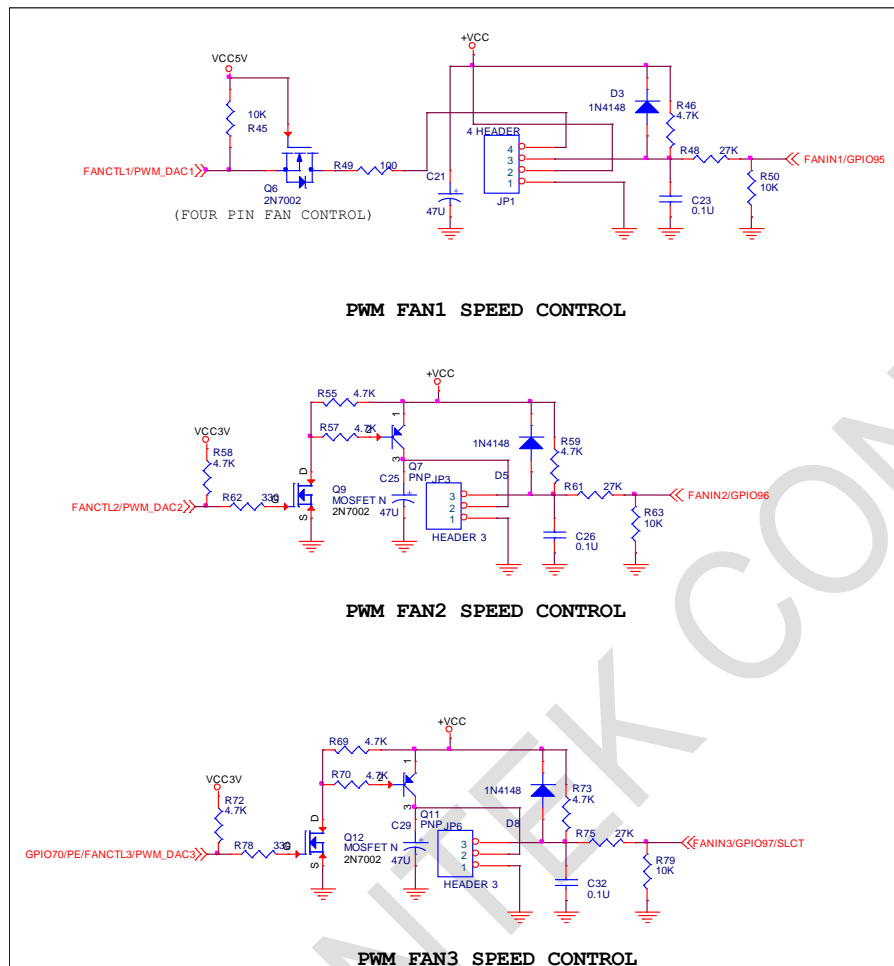 +VCC
VCC5V
D3
1N4148
R46
4.7K
10K
R45
4 HEADER
4
3
2
1
R48 27K
FANCTL1/PWM_DAC1
R49 100
FANIN1/GPIO95
C21
47U
R50
10K
Q6
2N7002
(FOUR PIN FAN CONTROL)
JP1
C23
0.1U
PWM FAN1 SPEED CONTROL
+VCC
R55 4.7K
1
R57 4.7K
2
VCC3V
R58
4.7K
1N4148
R59
4.7K
3
D
Q7
PNP
JP3
D5
C25
47U
Q9
MOSFET N
2N7002
G
S
R62 330
FANCTL2/PWM_DAC2
3
2
1
R61 27K
FANIN2/GPIO96
R63
10K
HEADER 3
C26
0.1U
PWM FAN2 SPEED CONTROL
+VCC
R69 4.7K
1
R70 4.7K
2
VCC3V
R72
4.7K
1N4148
R73
4.7K
3
D
Q11
PNP
JP6
D8
C29
47U
Q12
MOSFET N
2N7002
G
S
R78 330
GPIO70/PE/FANCTL3/PWM_DAC3
3
2
1
R75 27K
FANIN3/GPIO97/SLCT
R79
10K
HEADER 3
C32
0.1U
PWM FAN3 SPEED CONTROL